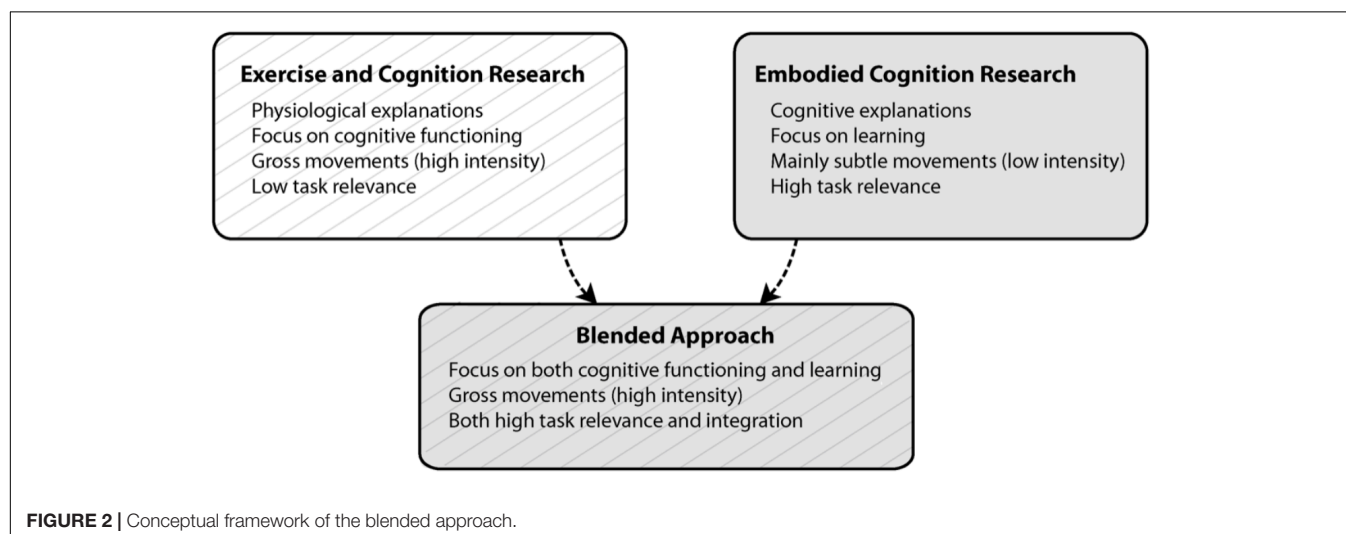 Exercise and Cognition Research
Physiological explanations
Focus on cognitive functioning
Gross movements (high intensity)
Low task relevance
Embodied Cognition Research
Cognitive explanations
Focus on learning
Mainly subtle movements (low intensity)
High task relevance
Blended Approach
Focus on both cognitive functioning and learning
Gross movements (high intensity)
Both high task relevance and integration
FIGURE 2 | Conceptual framework of the blended approach.